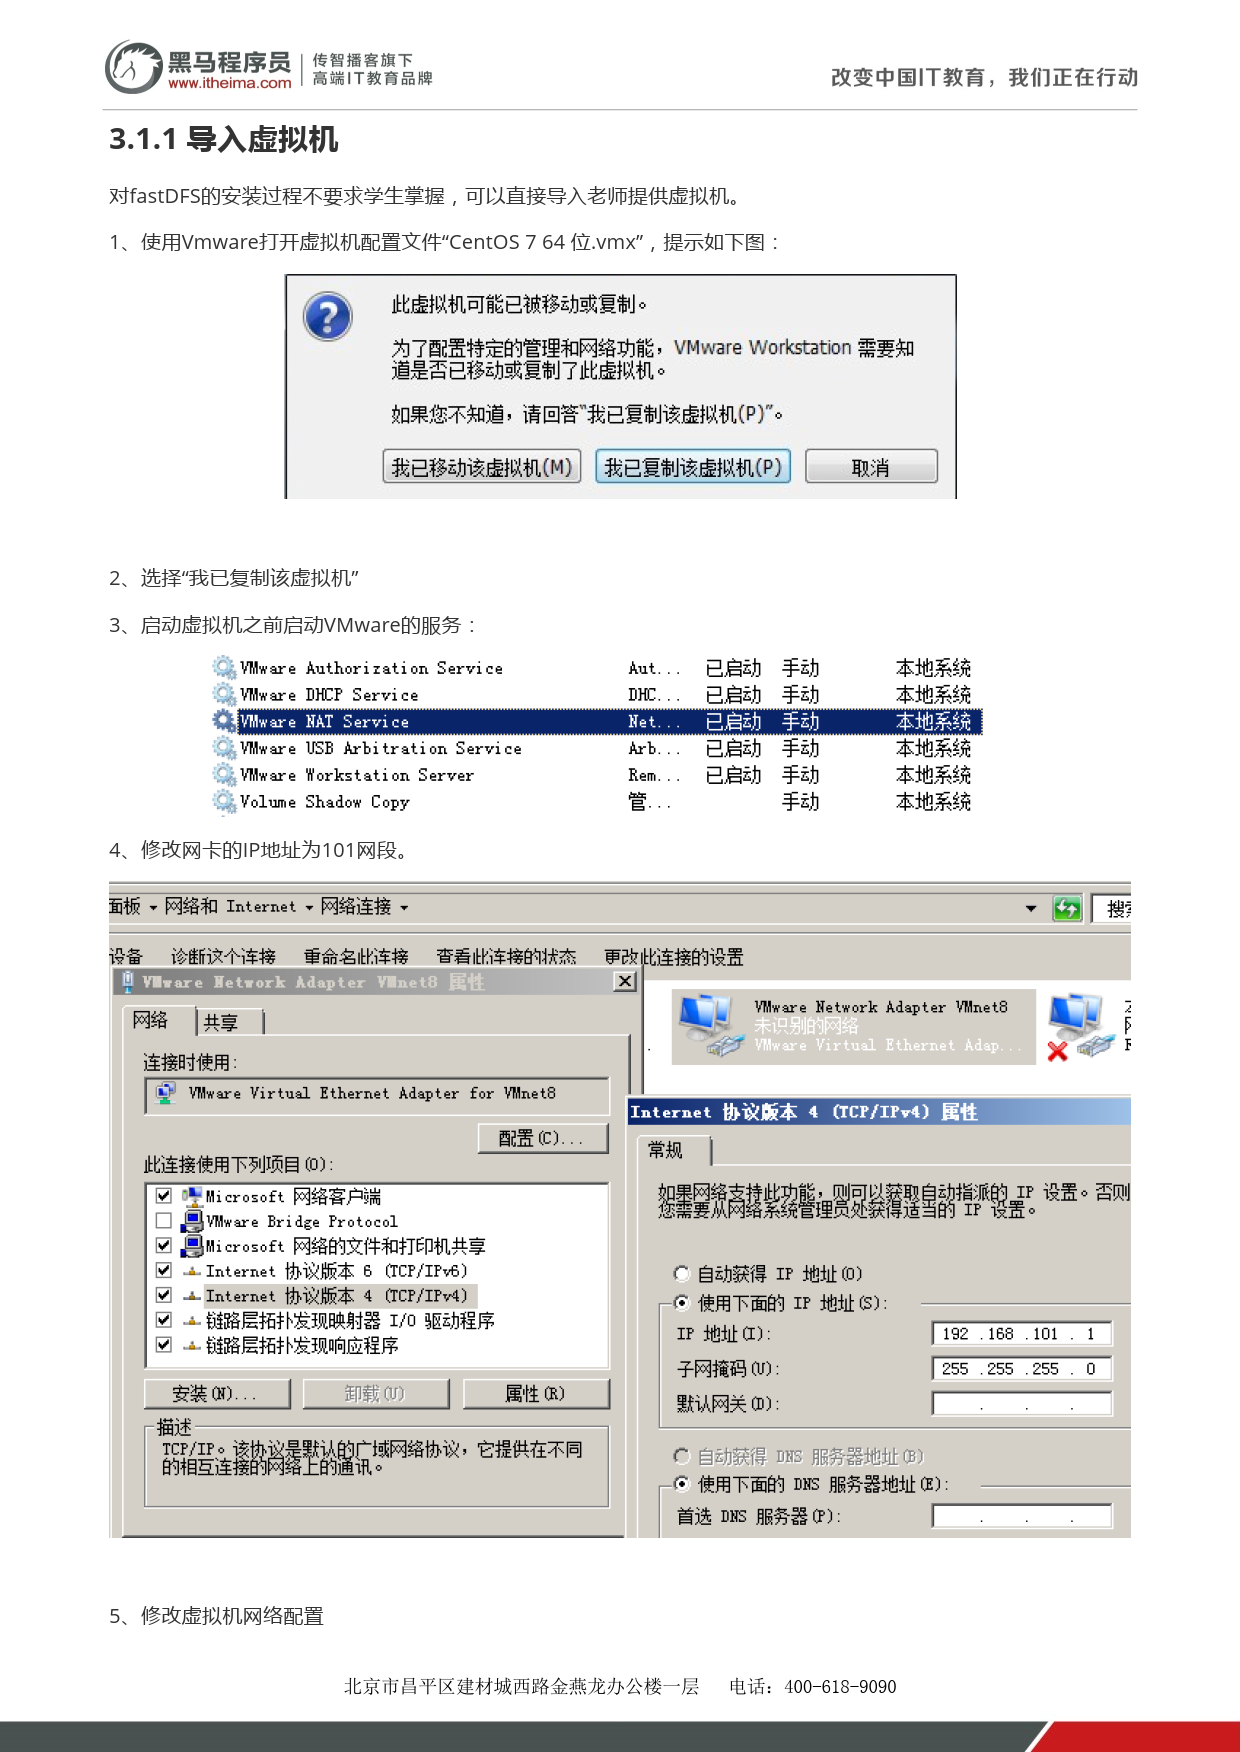 黑马程序员
www.itheima.com
传智播客旗下
高端IT教育品牌
改变中国IT教育，我们正在行动
3.1.1 导入虚拟机
对fastDFS的安装过程不要求学生掌握，可以直接导入老师提供虚拟机。
1、使用Vmware打开虚拟机配置文件“CentOS 7 64 位.vmx”，提示如下图：
此虚拟机可能已被移动或复制。
为了配置特定的管理和网络功能，VMware Workstation 需要知
道是否已移动或复制了此虚拟机。
如果您不知道，请回答“我已复制该虚拟机(P)”。
我已移动该虚拟机(M) 我已复制该虚拟机(P) 取消
2、选择“我已复制该虚拟机”
3、启动虚拟机之前启动VMware的服务：
VMware Authorization Service Aut... 已启动 手动 本地系统
VMware DHCP Service DHC... 已启动 手动 本地系统
VMware NAT Service Net... 已启动 手动 本地系统
VMware USB Arbitration Service Arb... 已启动 手动 本地系统
VMware Workstation Server Rem... 已启动 手动 本地系统
Volume Shadow Copy 管... 手动 本地系统
4、修改网卡的IP地址为101网段。
面板 网络和 Internet 网络连接
设备 诊断这个连接 重命名此连接 查看此连接的状态 更改此连接的设置
VMware Network Adapter VMnet8 属性
网络 共享
连接时使用:
VMware Virtual Ethernet Adapter for VMnet8
配置(C)...
此连接使用下列项目(O):
Microsoft 网络客户端
VMware Bridge Protocol
Microsoft 网络的文件和打印机共享
Internet 协议版本 6 (TCP/IPv6)
Internet 协议版本 4 (TCP/IPv4)
链路层拓扑发现映射器 I/O 驱动程序
链路层拓扑发现响应程序
安装(N)... 卸载(U) 属性(R)
描述
TCP/IP。该协议是默认的广域网络协议，它提供在不同
的相互连接的网络上的通讯。
VMware Network Adapter VMnet8
未识别的网络
VMware Virtual Ethernet Adap...
Internet 协议版本 4 (TCP/IPv4) 属性
常规
如果网络支持此功能，则可以获取自动指派的 IP 设置。否则
您需要从网络系统管理员处获得适当的 IP 设置。
自动获得 IP 地址(O)
使用下面的 IP 地址(S):
IP 地址(I): 192 .168 .101 . 1
子网掩码(U): 255 .255 .255 . 0
默认网关(D): . . .
自动获得 DNS 服务器地址(B)
使用下面的 DNS 服务器地址(E):
首选 DNS 服务器(P): . . .
5、修改虚拟机网络配置
北京市昌平区建材城西路金燕龙办公楼一层 电话：400-618-9090